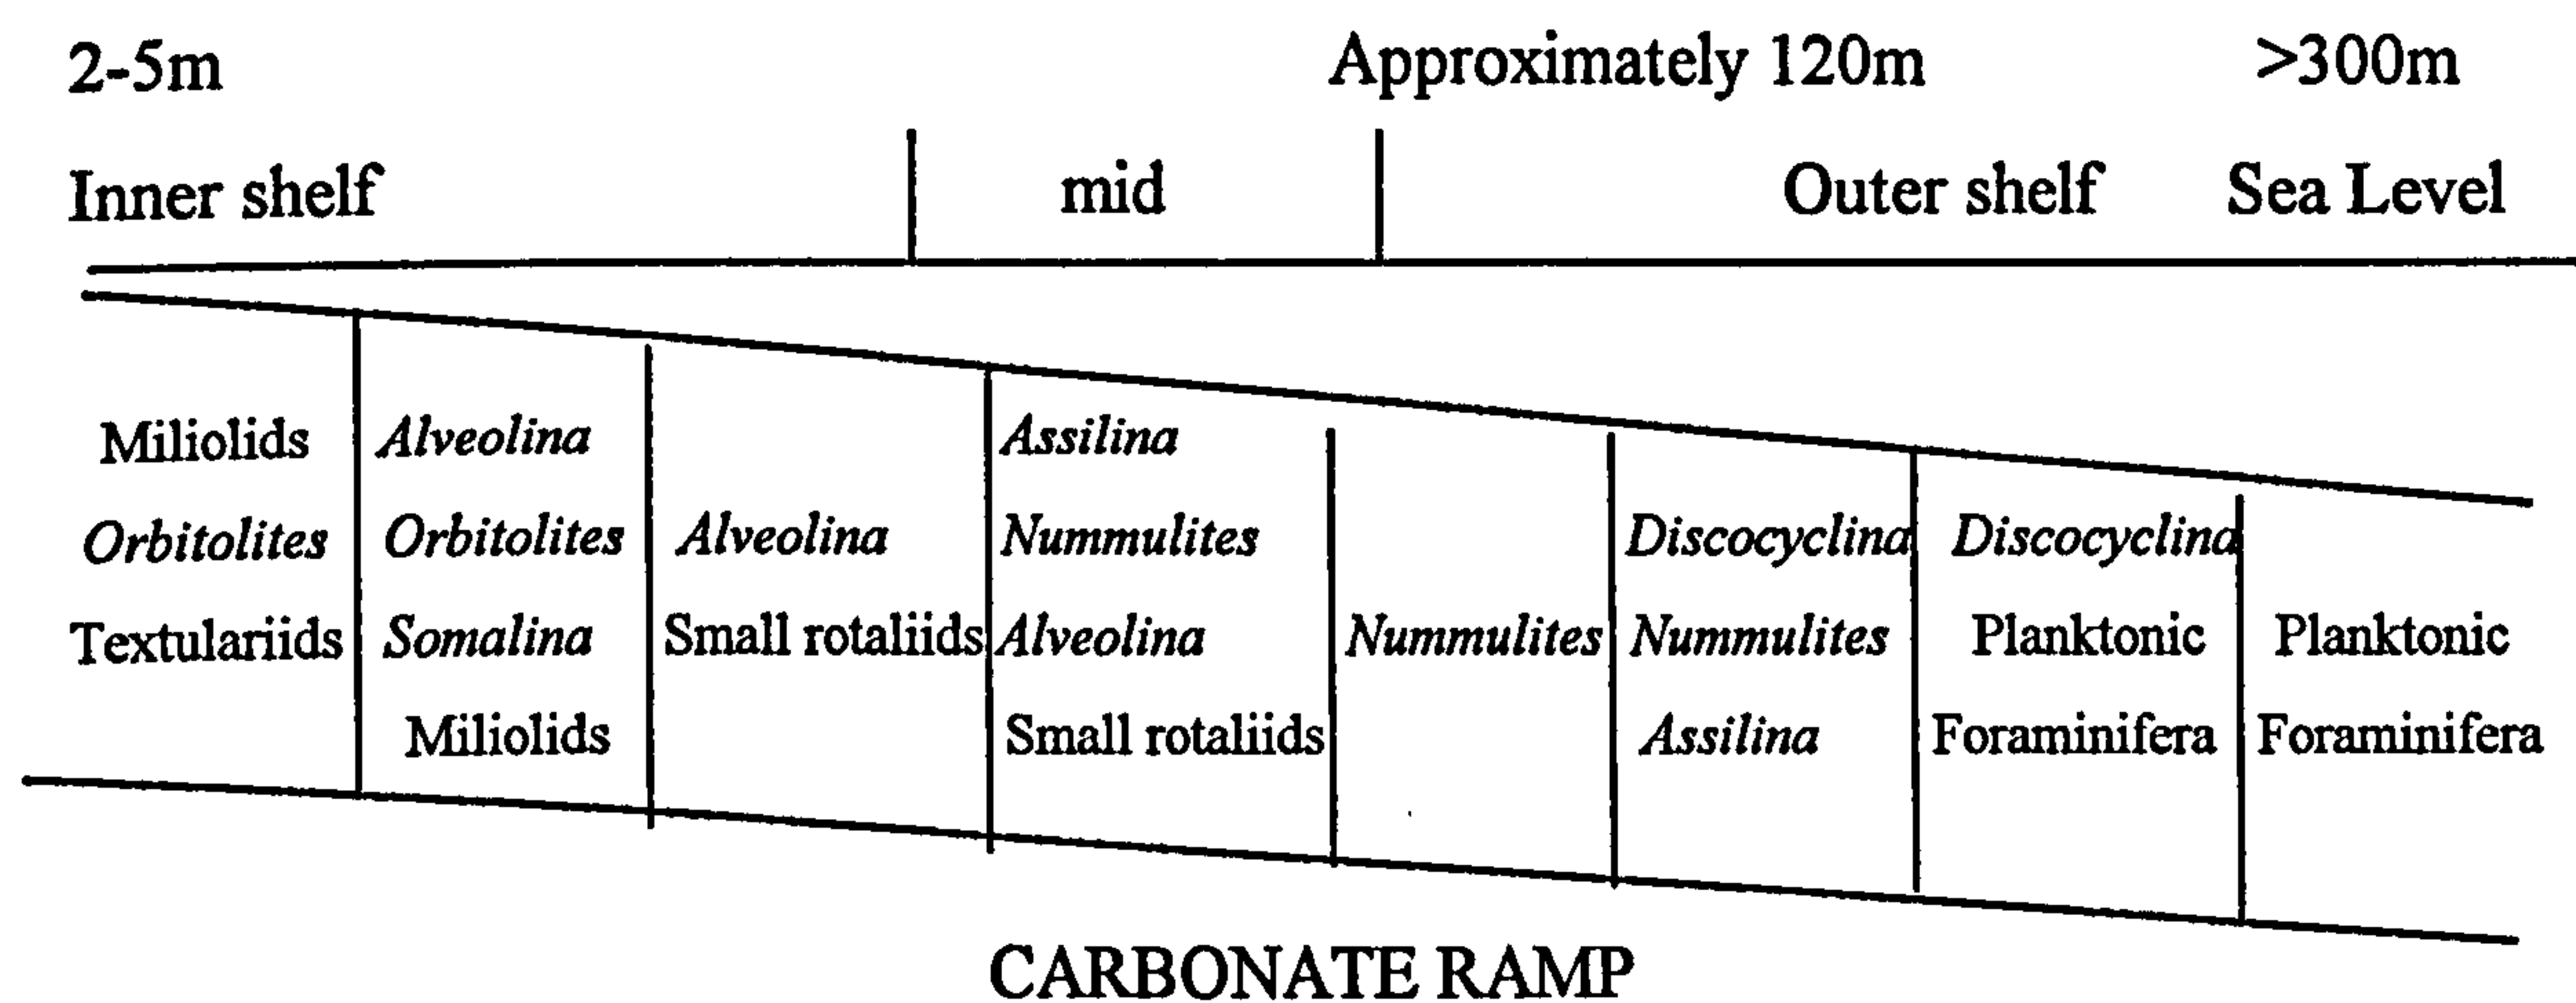 2-5m Approximately 120m >300m
Inner shelf mid Outer shelf Sea Level
Miliolids Alveolina Assilina
Orbitolites Orbitolites Alveolina Nummulites Discocyclina Discocyclina
Textulariids Somalina Small rotaliids Alveolina Nummulites Nummulites Planktonic Planktonic
Miliolids Small rotaliids Assilina Foraminifera Foraminifera
CARBONATE RAMP